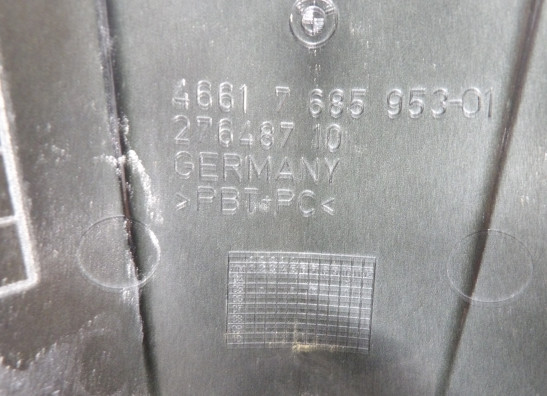 4661 7 685 953-01
276487 10
GERMANY
>PBT+PC<